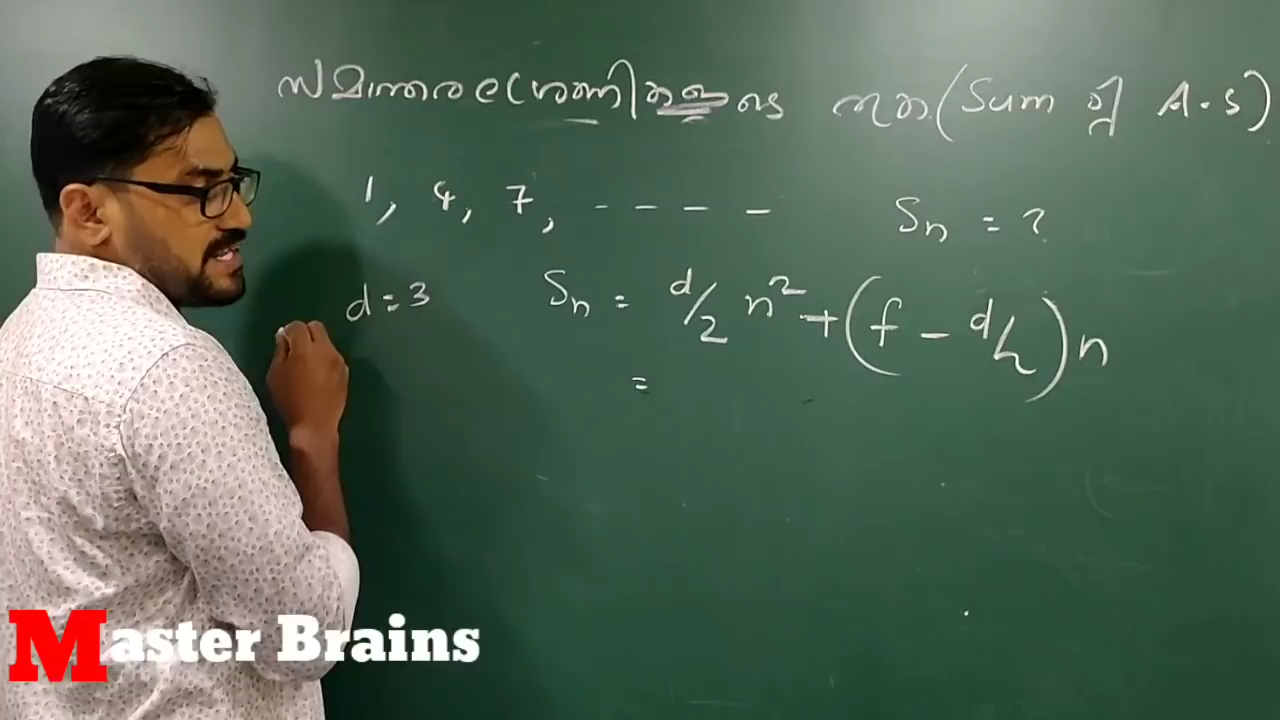 സമാന്തരശ്രേണികളുടെ തുക (Sum of A.S)
1, 4, 7, - - - -
Sn = ?
d = 3
Sn = d/2 n² + (f - d/2) n
=
Master Brains